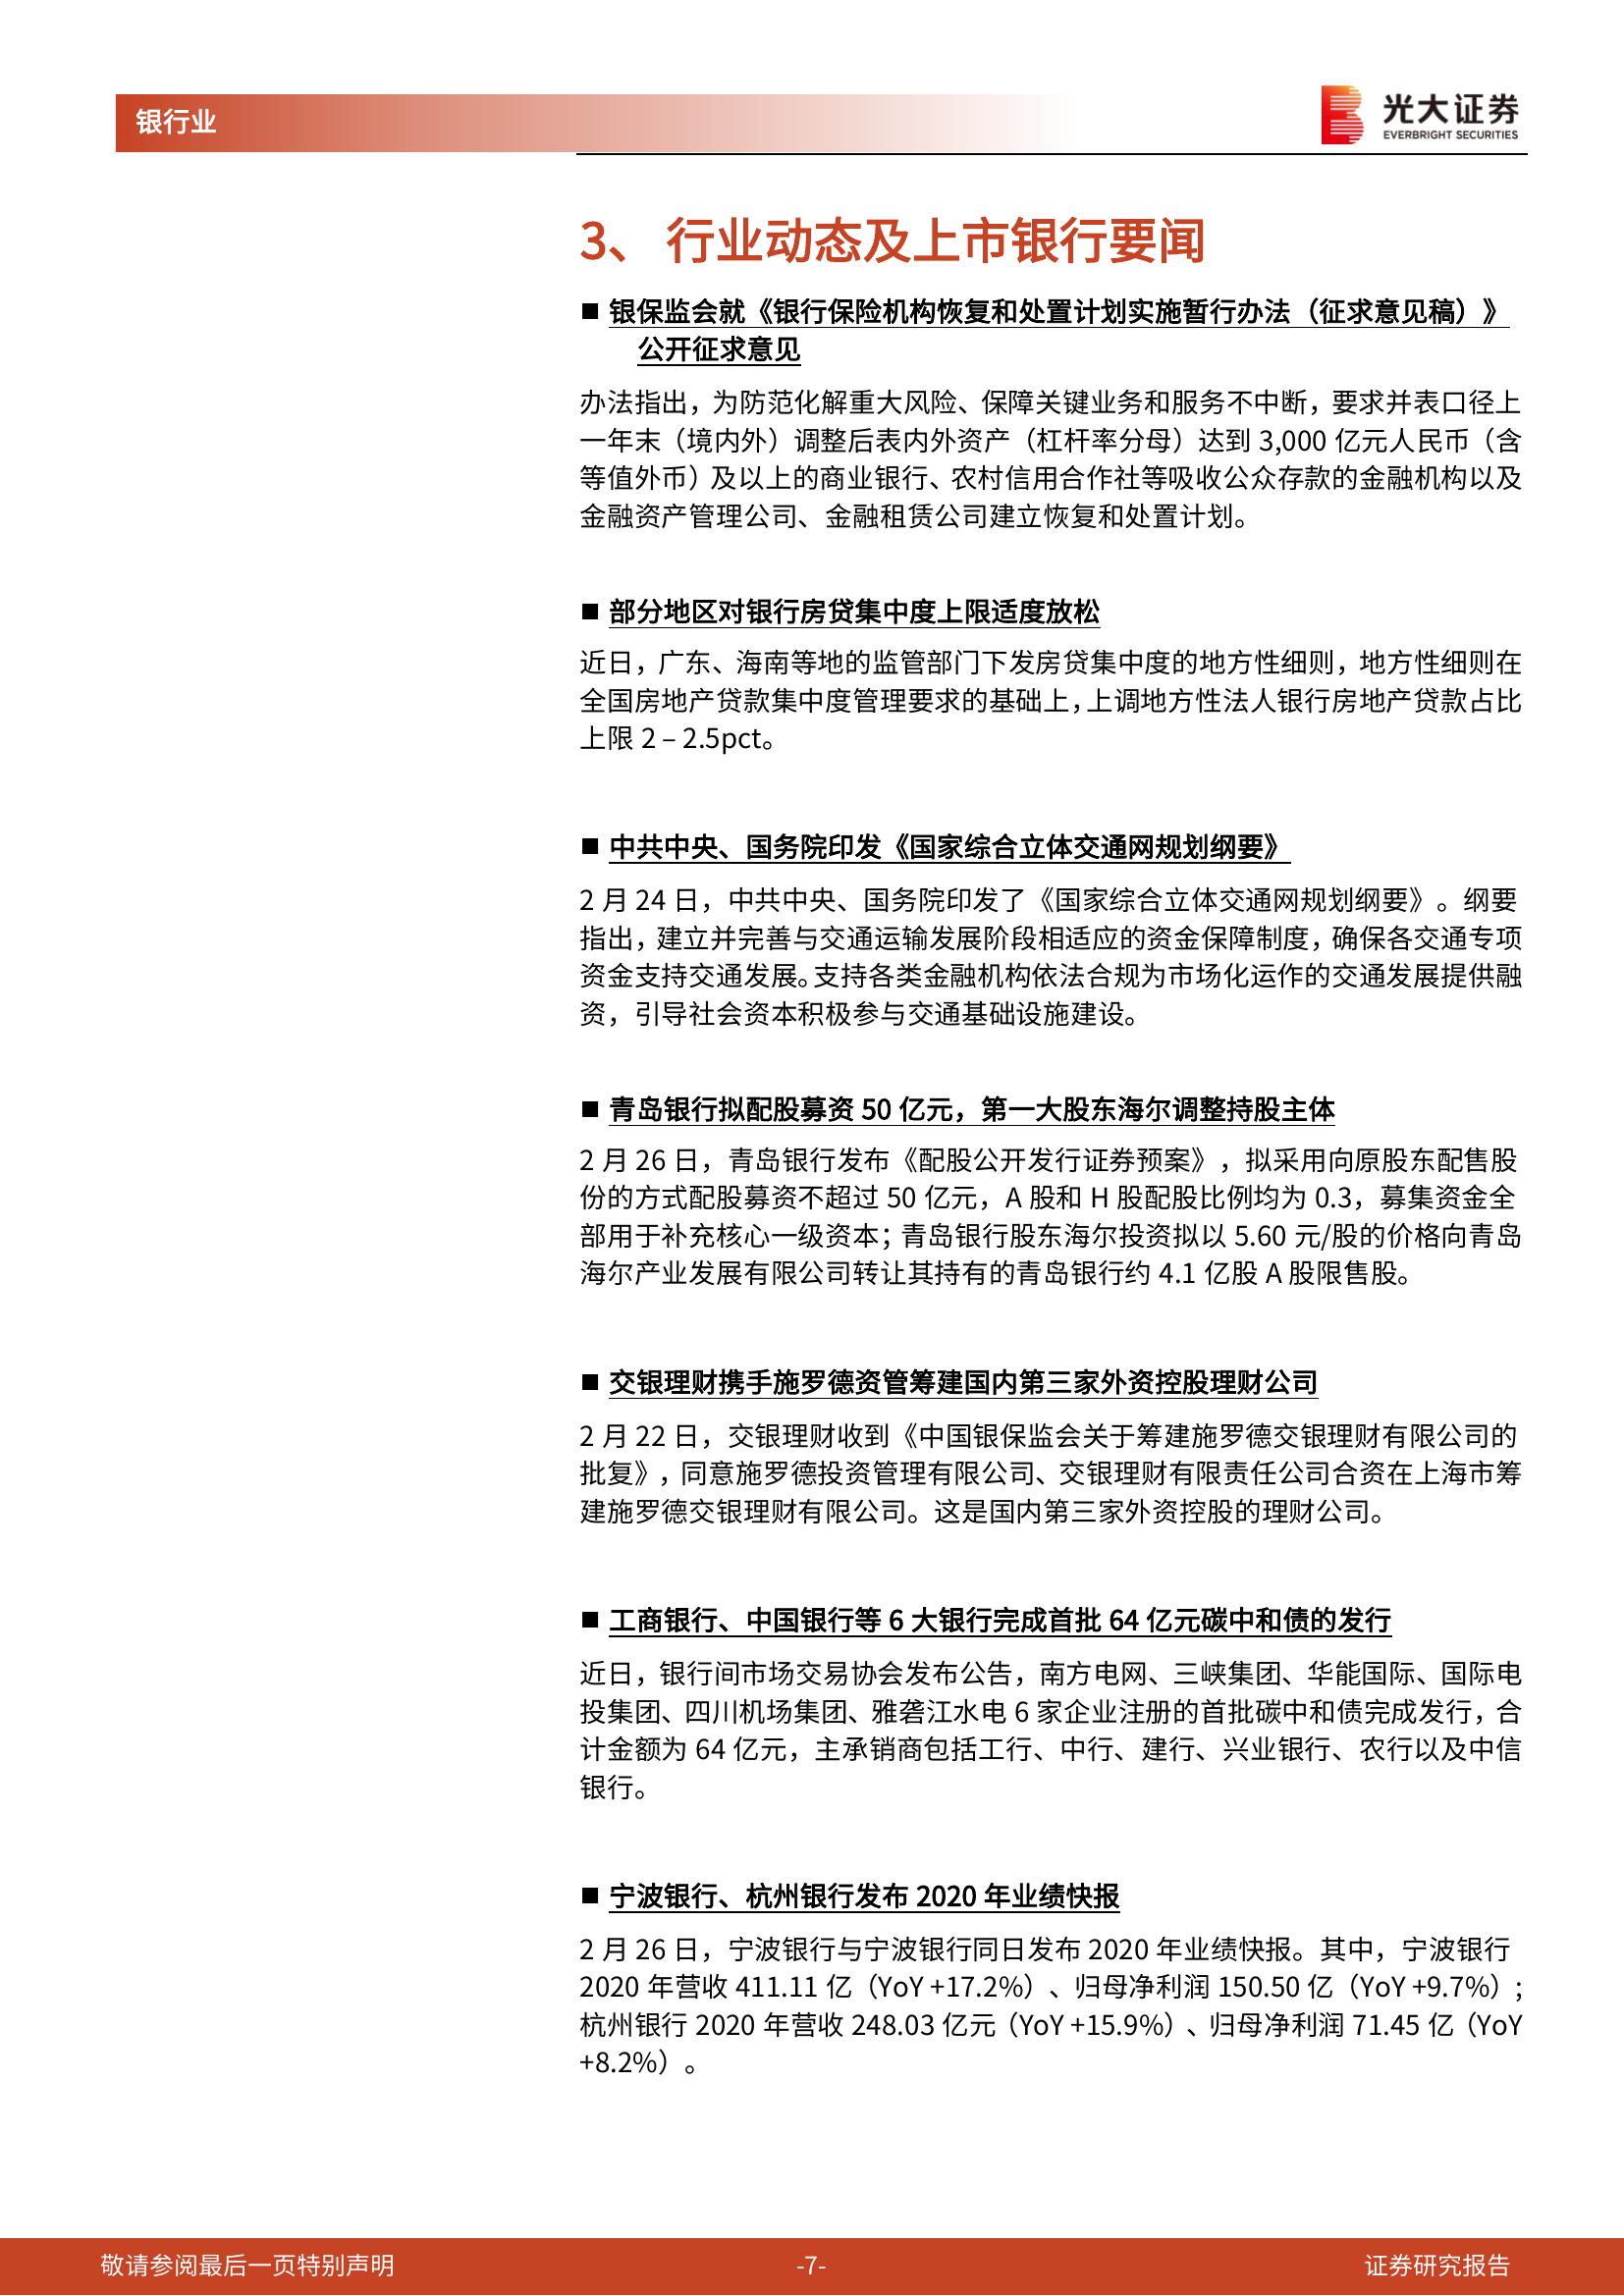 银行业
光大证券
EVERBRIGHT SECURITIES
3、 行业动态及上市银行要闻
■ 银保监会就《银行保险机构恢复和处置计划实施暂行办法（征求意见稿）》
公开征求意见
办法指出，为防范化解重大风险、保障关键业务和服务不中断，要求并表口径上
一年末（境内外）调整后表内外资产（杠杆率分母）达到 3,000 亿元人民币（含
等值外币）及以上的商业银行、农村信用合作社等吸收公众存款的金融机构以及
金融资产管理公司、金融租赁公司建立恢复和处置计划。
■ 部分地区对银行房贷集中度上限适度放松
近日，广东、海南等地的监管部门下发房贷集中度的地方性细则，地方性细则在
全国房地产贷款集中度管理要求的基础上，上调地方性法人银行房地产贷款占比
上限 2 – 2.5pct。
■ 中共中央、国务院印发《国家综合立体交通网规划纲要》
2 月 24 日，中共中央、国务院印发了《国家综合立体交通网规划纲要》。纲要
指出，建立并完善与交通运输发展阶段相适应的资金保障制度，确保各交通专项
资金支持交通发展。支持各类金融机构依法合规为市场化运作的交通发展提供融
资，引导社会资本积极参与交通基础设施建设。
■ 青岛银行拟配股募资 50 亿元，第一大股东海尔调整持股主体
2 月 26 日，青岛银行发布《配股公开发行证券预案》，拟采用向原股东配售股
份的方式配股募资不超过 50 亿元，A 股和 H 股配股比例均为 0.3，募集资金全
部用于补充核心一级资本；青岛银行股东海尔投资拟以 5.60 元/股的价格向青岛
海尔产业发展有限公司转让其持有的青岛银行约 4.1 亿股 A 股限售股。
■ 交银理财携手施罗德资管筹建国内第三家外资控股理财公司
2 月 22 日，交银理财收到《中国银保监会关于筹建施罗德交银理财有限公司的
批复》，同意施罗德投资管理有限公司、交银理财有限责任公司合资在上海市筹
建施罗德交银理财有限公司。这是国内第三家外资控股的理财公司。
■ 工商银行、中国银行等 6 大银行完成首批 64 亿元碳中和债的发行
近日，银行间市场交易协会发布公告，南方电网、三峡集团、华能国际、国际电
投集团、四川机场集团、雅砻江水电 6 家企业注册的首批碳中和债完成发行，合
计金额为 64 亿元，主承销商包括工行、中行、建行、兴业银行、农行以及中信
银行。
■ 宁波银行、杭州银行发布 2020 年业绩快报
2 月 26 日，宁波银行与宁波银行同日发布 2020 年业绩快报。其中，宁波银行
2020 年营收 411.11 亿（YoY +17.2%）、归母净利润 150.50 亿（YoY +9.7%）；
杭州银行 2020 年营收 248.03 亿元（YoY +15.9%）、归母净利润 71.45 亿（YoY
+8.2%）。
敬请参阅最后一页特别声明
-7-
证券研究报告